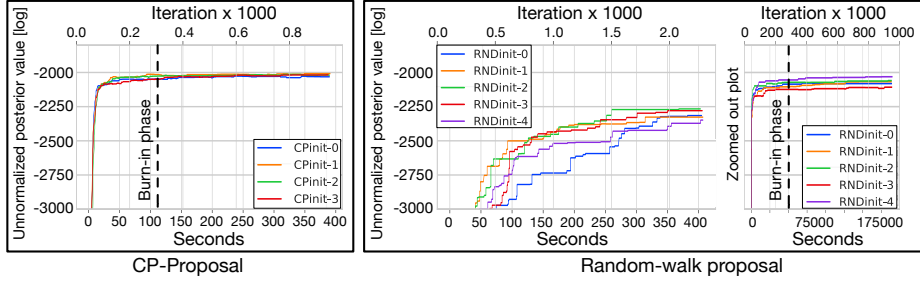 Iteration x 1000
0.0 0.2 0.4 0.6 0.8
Unnormalized posterior value [log]
-2000
-2250
-2500
-2750
-3000
Burn-in phase
CPinit-0
CPinit-1
CPinit-2
CPinit-3
0 50 100 150 200 250 300 350 400
Seconds
CP-Proposal
Iteration x 1000
0.0 0.5 1.0 1.5 2.0
Unnormalized posterior value [log]
-2000
-2250
-2500
-2750
-3000
RNDinit-0
RNDinit-1
RNDinit-2
RNDinit-3
RNDinit-4
0 50 100 150 200 250 300 350 400
Seconds
Iteration x 1000
0 250 500 750 1000
Zoomed out plot
Burn-in phase
RNDinit-0
RNDinit-1
RNDinit-2
RNDinit-3
RNDinit-4
0 75000 175000
Seconds
Random-walk proposal